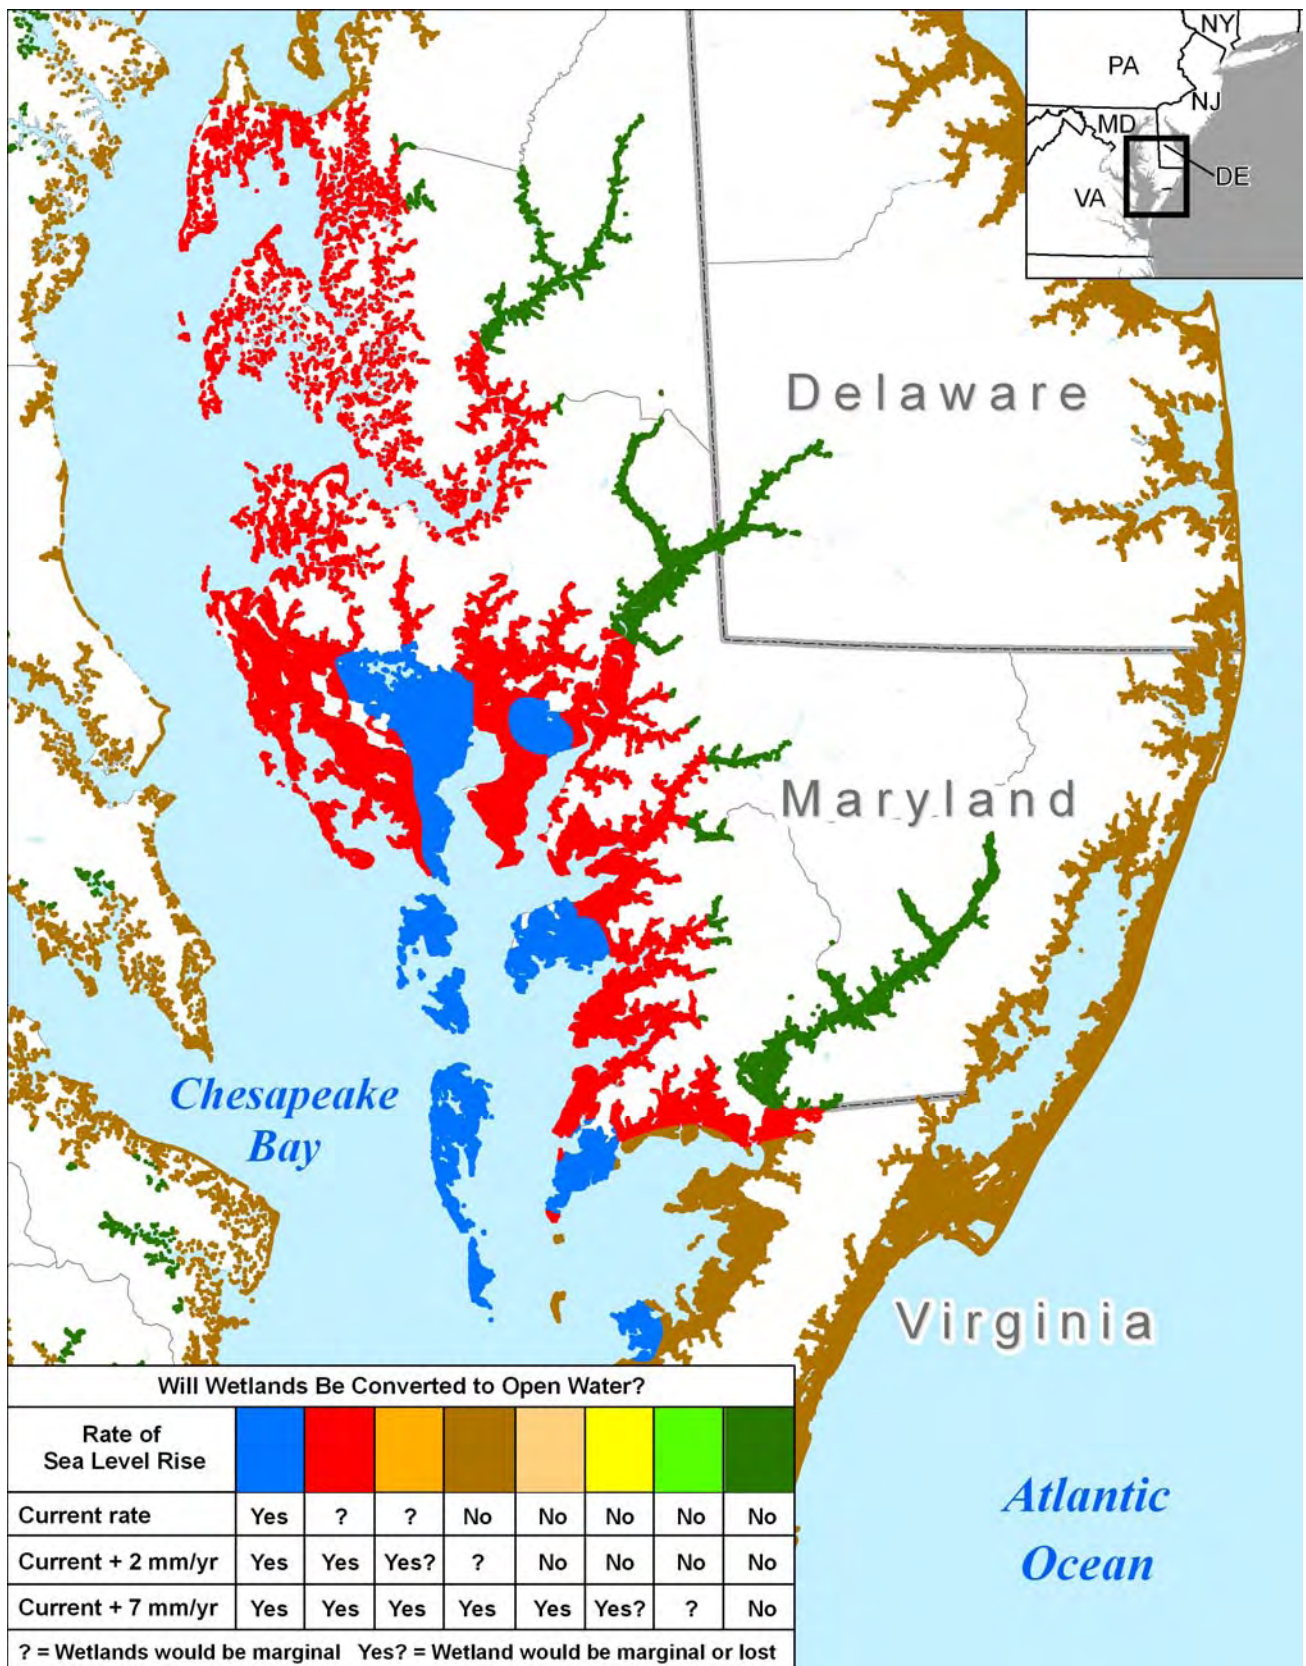 NY
PA
NJ
MD
DE
VA
Delaware
Maryland
Chesapeake
Bay
Virginia
Atlantic
Ocean
Will Wetlands Be Converted to Open Water?
Rate of
Sea Level Rise
Current rate Yes ? ? No No No No No
Current + 2 mm/yr Yes Yes Yes? ? No No No No
Current + 7 mm/yr Yes Yes Yes Yes Yes Yes? ? No
? = Wetlands would be marginal Yes? = Wetland would be marginal or lost